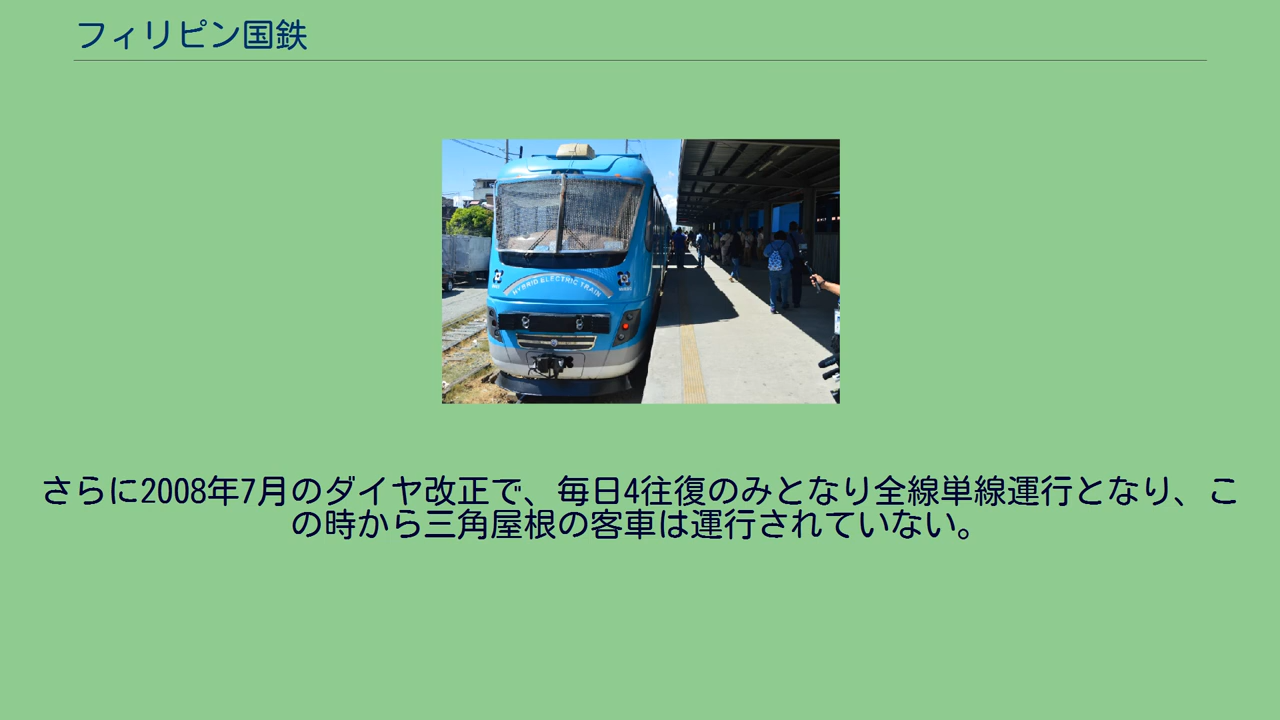 フィリピン国鉄
HYBRID ELECTRIC TRAIN
さらに2008年7月のダイヤ改正で、毎日4往復のみとなり全線単線運行となり、こ
の時から三角屋根の客車は運行されていない。